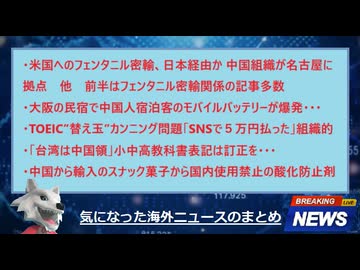 ・米国へのフェンタニル密輸、日本経由か 中国組織が名古屋に
拠点　他　前半はフェンタニル密輸関係の記事多数
・大阪の民宿で中国人宿泊客のモバイルバッテリーが爆発・・・
・TOEIC“替え玉”カンニング問題「SNSで５万円払った」組織的
・「台湾は中国領」小中高教科書表記は訂正を・・・
・中国から輸入のスナック菓子から国内使用禁止の酸化防止剤
117.925
気になった海外ニュースのまとめ
BREAKING LIVE
NEWS